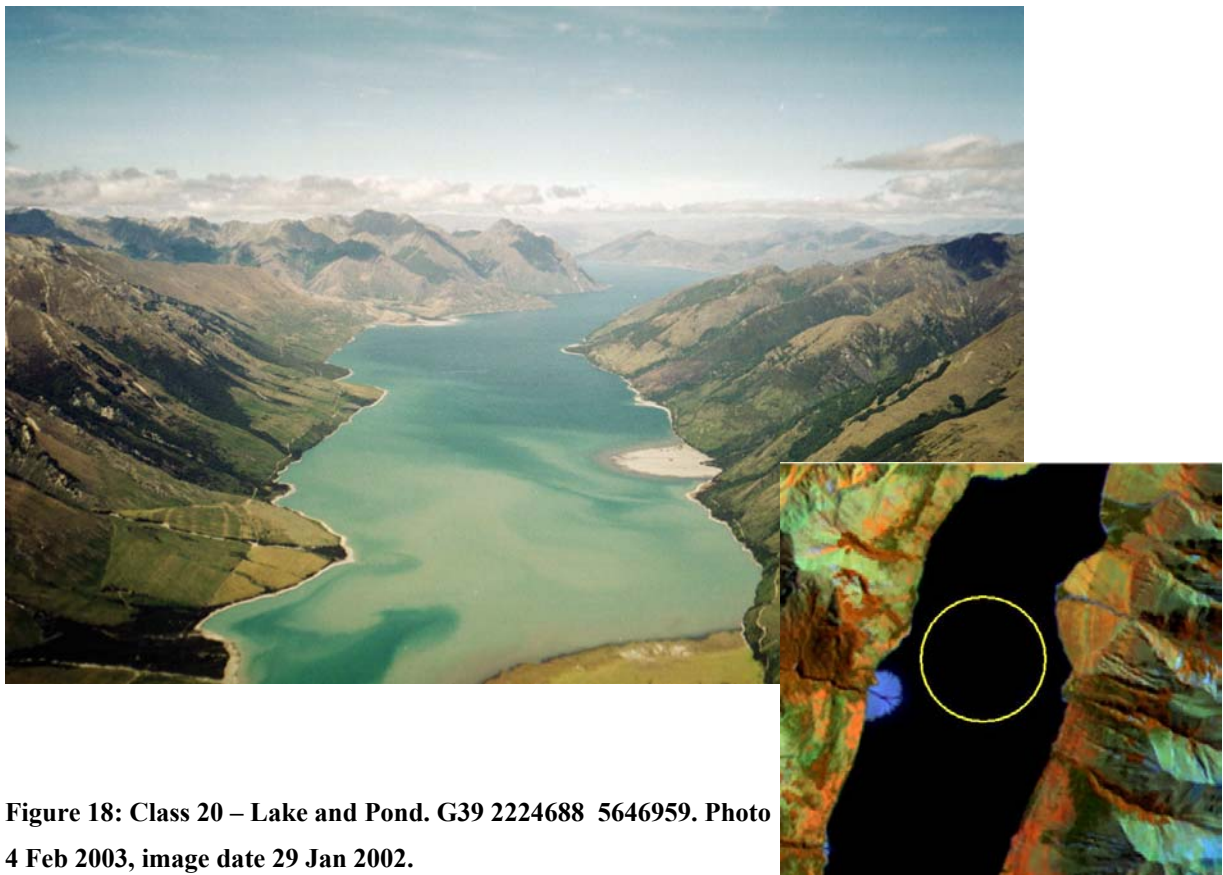 Figure 18: Class 20 – Lake and Pond. G39 2224688  5646959. Photo
4 Feb 2003, image date 29 Jan 2002.